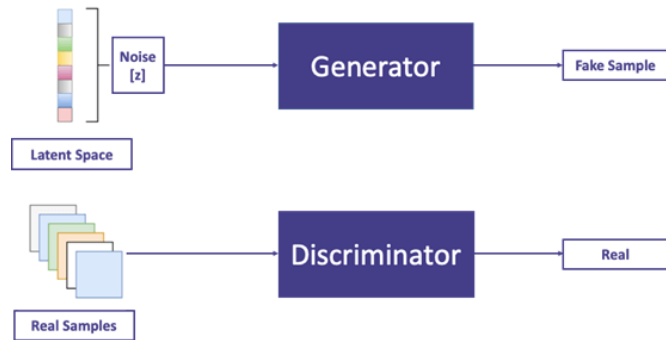 Noise
[z]
Generator
Fake Sample
Latent Space
Discriminator
Real
Real Samples